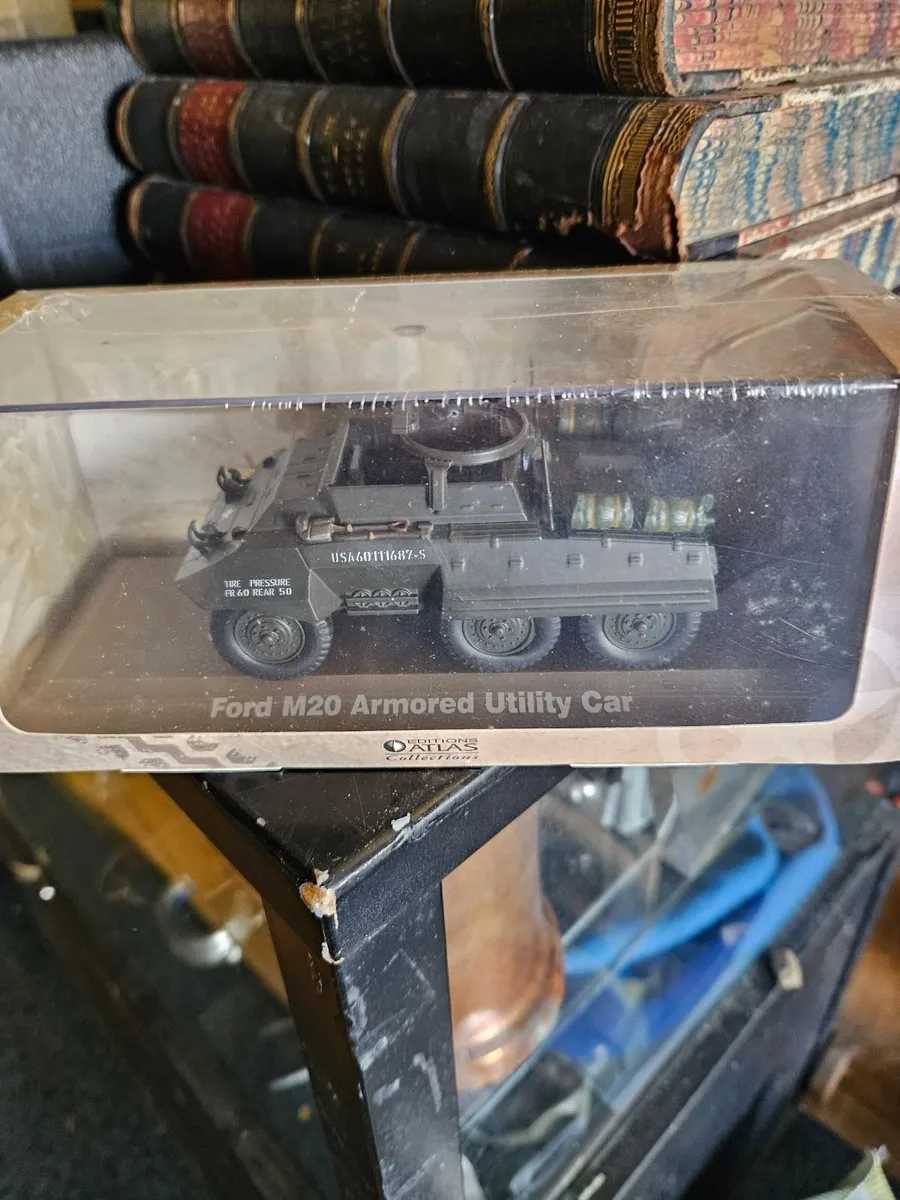 USA60111687-S
TIRE PRESSURE
FR 60 REAR 50
Ford M20 Armored Utility Car
EDITIONS
ATLAS
Collections